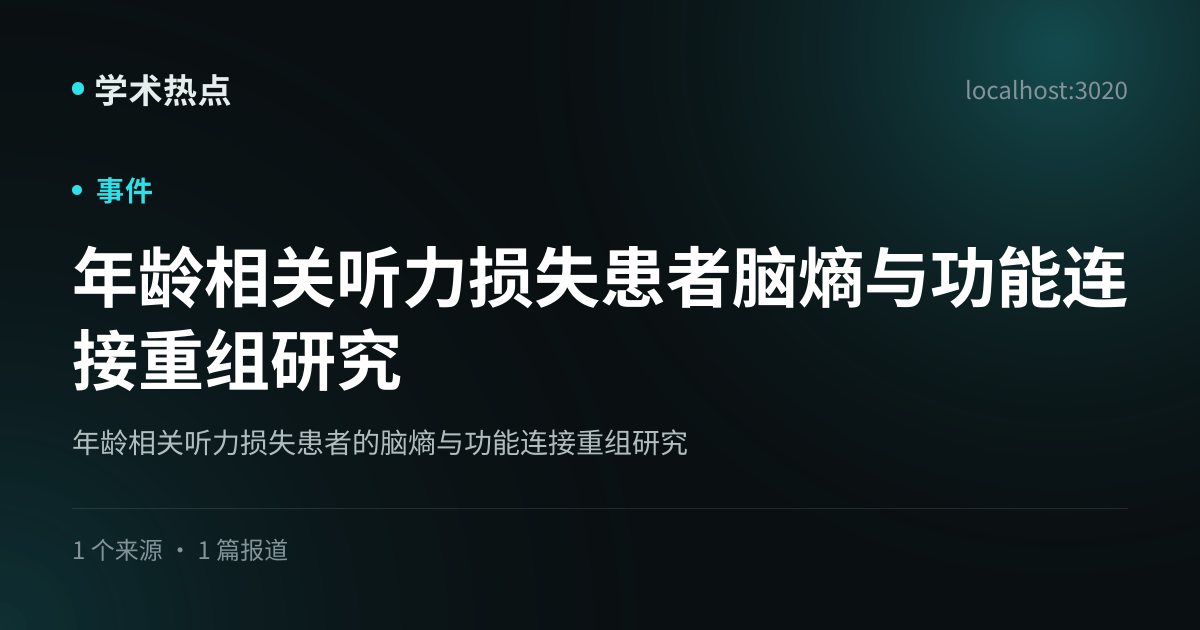 学术热点
localhost:3020
事件
年龄相关听力损失患者脑熵与功能连
接重组研究
年龄相关听力损失患者的脑熵与功能连接重组研究
1 个来源 · 1 篇报道